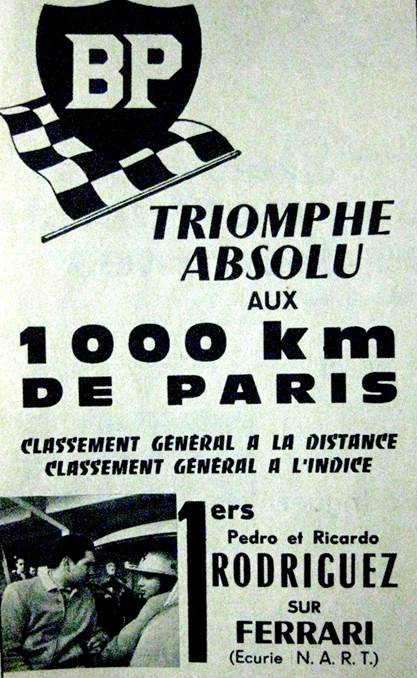 BP
TRIOMPHE
ABSOLU
AUX
1000 km
DE PARIS
CLASSEMENT GÉNÉRAL A LA DISTANCE
CLASSEMENT GÉNÉRAL A L'INDICE
1ers
Pedro et Ricardo
RODRIGUEZ
SUR
FERRARI
(Ecurie N. A. R. T.)